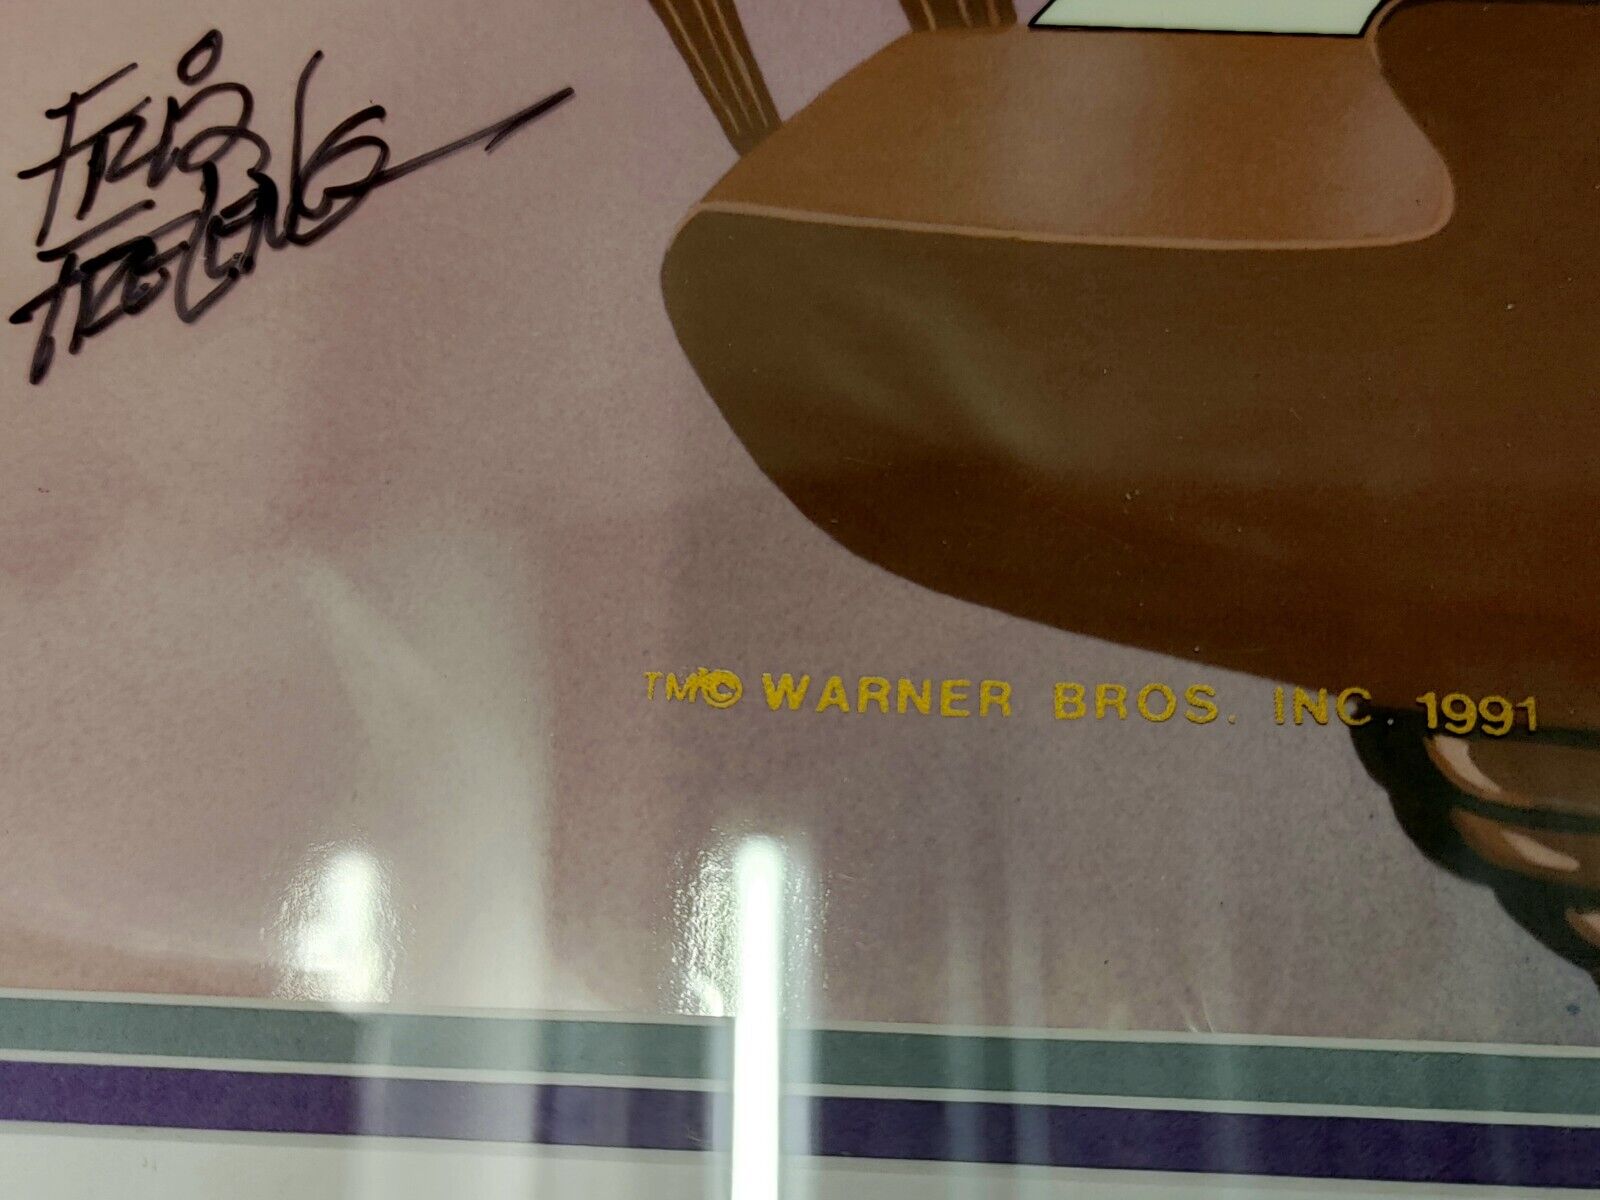 FRIZ
FRELENG
TM © WARNER BROS. INC. 1991